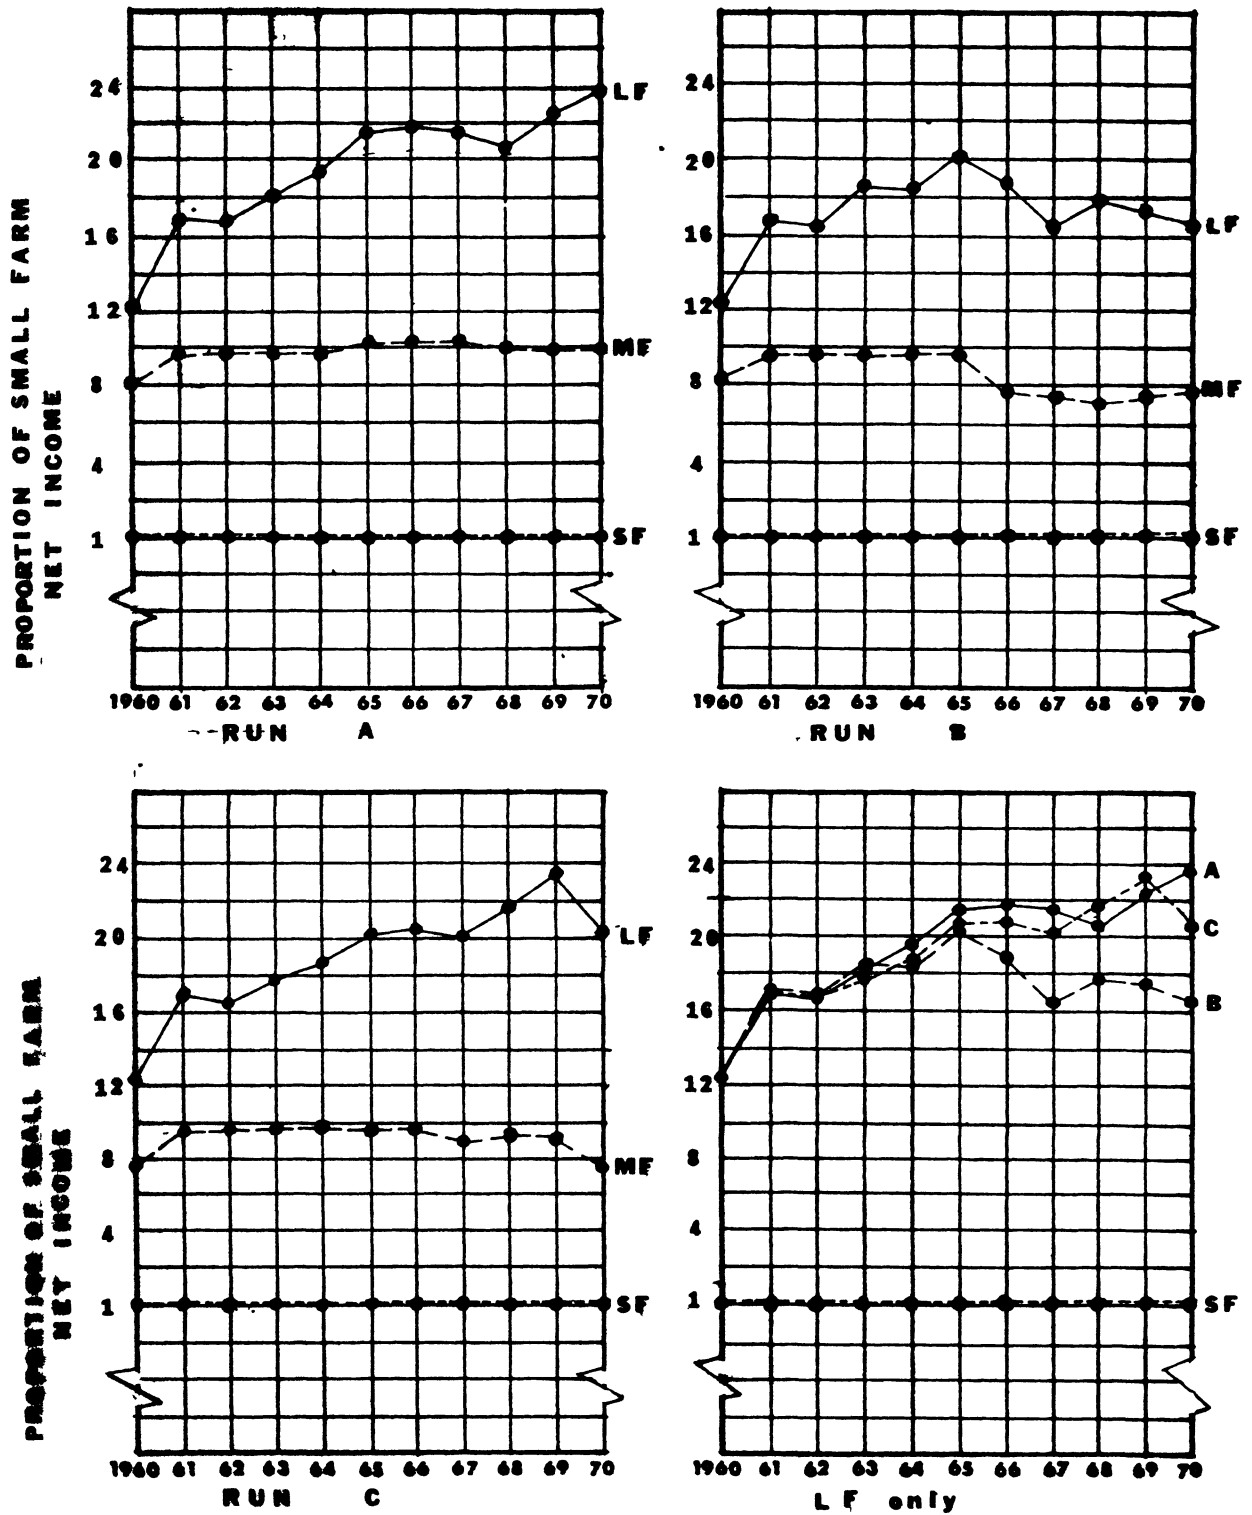 PROPORTION OF SMALL FARM
NET INCOME
24
20
16
12
8
4
1
LF
MF
SF
1960 61 62 63 64 65 66 67 68 69 70
RUN A
24
20
16
12
8
4
1
LF
MF
SF
1960 61 62 63 64 65 66 67 68 69 70
RUN B
PROPORTION OF SMALL FARM
NET INCOME
24
20
16
12
8
4
1
LF
MF
SF
1960 61 62 63 64 65 66 67 68 69 70
RUN C
24
20
16
12
8
4
1
A
C
B
SF
1960 61 62 63 64 65 66 67 68 69 70
LF only